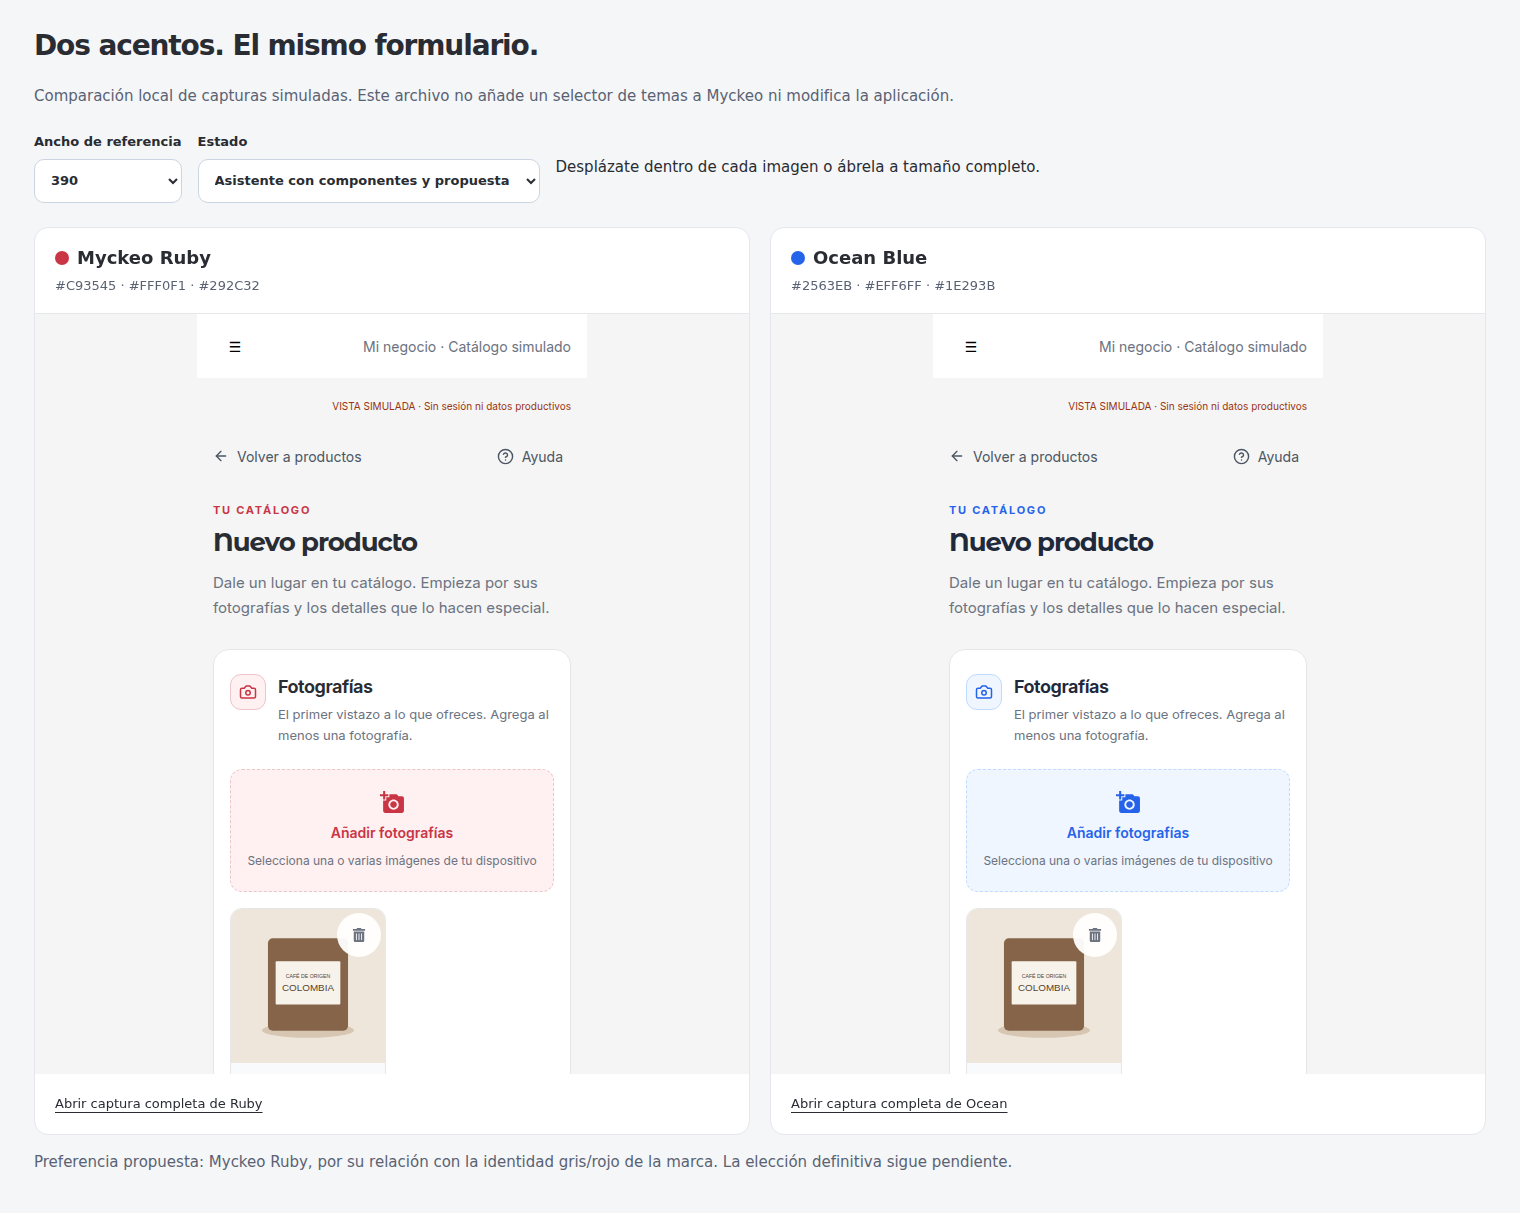 Dos acentos. El mismo formulario.
Comparación local de capturas simuladas. Este archivo no añade un selector de temas a Myckeo ni modifica la aplicación.
Ancho de referencia
Estado
390
Asistente con componentes y propuesta
Desplázate dentro de cada imagen o ábrela a tamaño completo.
Myckeo Ruby
#C93545 · #FFF0F1 · #292C32
Mi negocio · Catálogo simulado
VISTA SIMULADA · Sin sesión ni datos productivos
Volver a productos
Ayuda
TU CATÁLOGO
Nuevo producto
Dale un lugar en tu catálogo. Empieza por sus
fotografías y los detalles que lo hacen especial.
Fotografías
El primer vistazo a lo que ofreces. Agrega al
menos una fotografía.
Añadir fotografías
Selecciona una o varias imágenes de tu dispositivo
CAFÉ DE ORIGEN
COLOMBIA
Abrir captura completa de Ruby
Ocean Blue
#2563EB · #EFF6FF · #1E293B
Mi negocio · Catálogo simulado
VISTA SIMULADA · Sin sesión ni datos productivos
Volver a productos
Ayuda
TU CATÁLOGO
Nuevo producto
Dale un lugar en tu catálogo. Empieza por sus
fotografías y los detalles que lo hacen especial.
Fotografías
El primer vistazo a lo que ofreces. Agrega al
menos una fotografía.
Añadir fotografías
Selecciona una o varias imágenes de tu dispositivo
CAFÉ DE ORIGEN
COLOMBIA
Abrir captura completa de Ocean
Preferencia propuesta: Myckeo Ruby, por su relación con la identidad gris/rojo de la marca. La elección definitiva sigue pendiente.